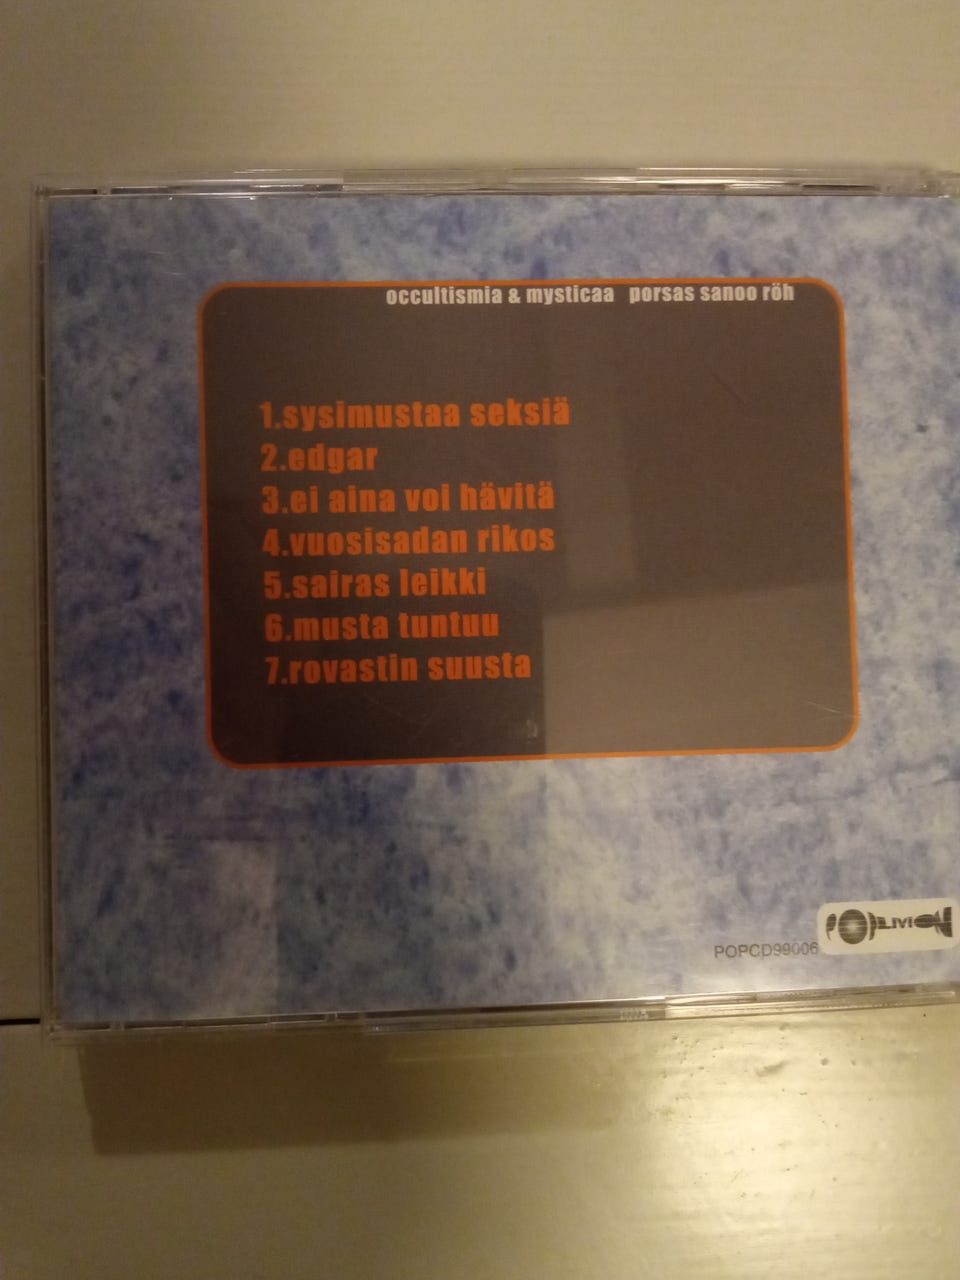 occultismia & mysticaa porsas sanoo röh
1.sysimustaa seksiä
2.edgar
3.ei aina voi hävitä
4.vuosisadan rikos
5.sairas leikki
6.musta tuntuu
7.rovastin suusta
POPCD99006